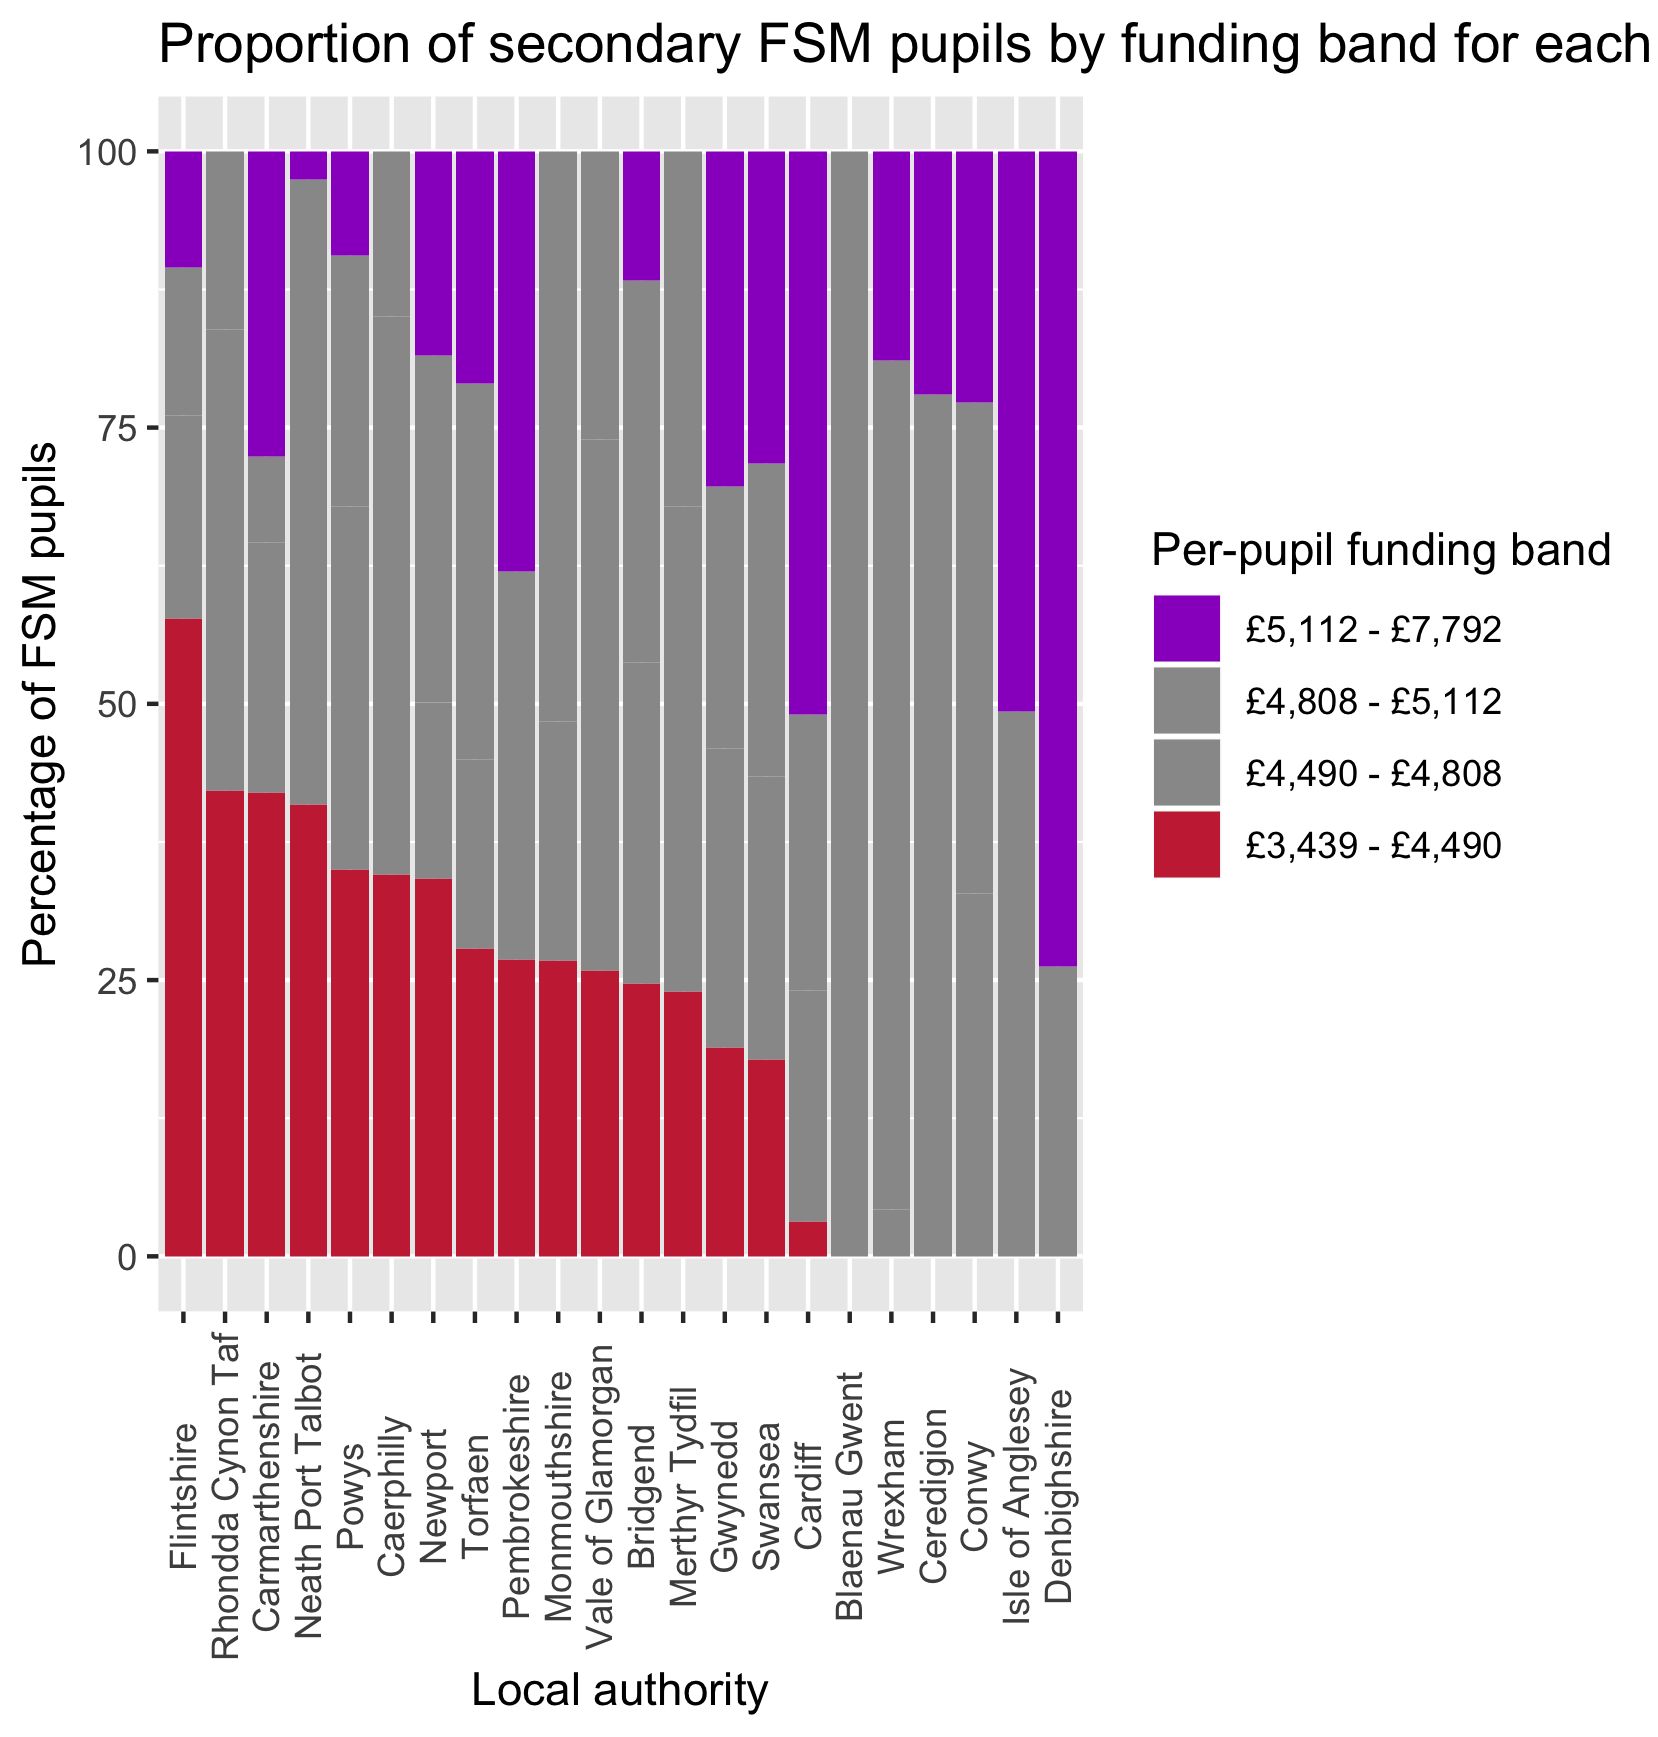 Proportion of secondary FSM pupils by funding band for each
Percentage of FSM pupils
100
75
50
25
0
Per-pupil funding band
£5,112 - £7,792
£4,808 - £5,112
£4,490 - £4,808
£3,439 - £4,490
Flintshire
Rhondda Cynon Taf
Carmarthenshire
Neath Port Talbot
Powys
Caerphilly
Newport
Torfaen
Pembrokeshire
Monmouthshire
Vale of Glamorgan
Bridgend
Merthyr Tydfil
Gwynedd
Swansea
Cardiff
Blaenau Gwent
Wrexham
Ceredigion
Conwy
Isle of Anglesey
Denbighshire
Local authority